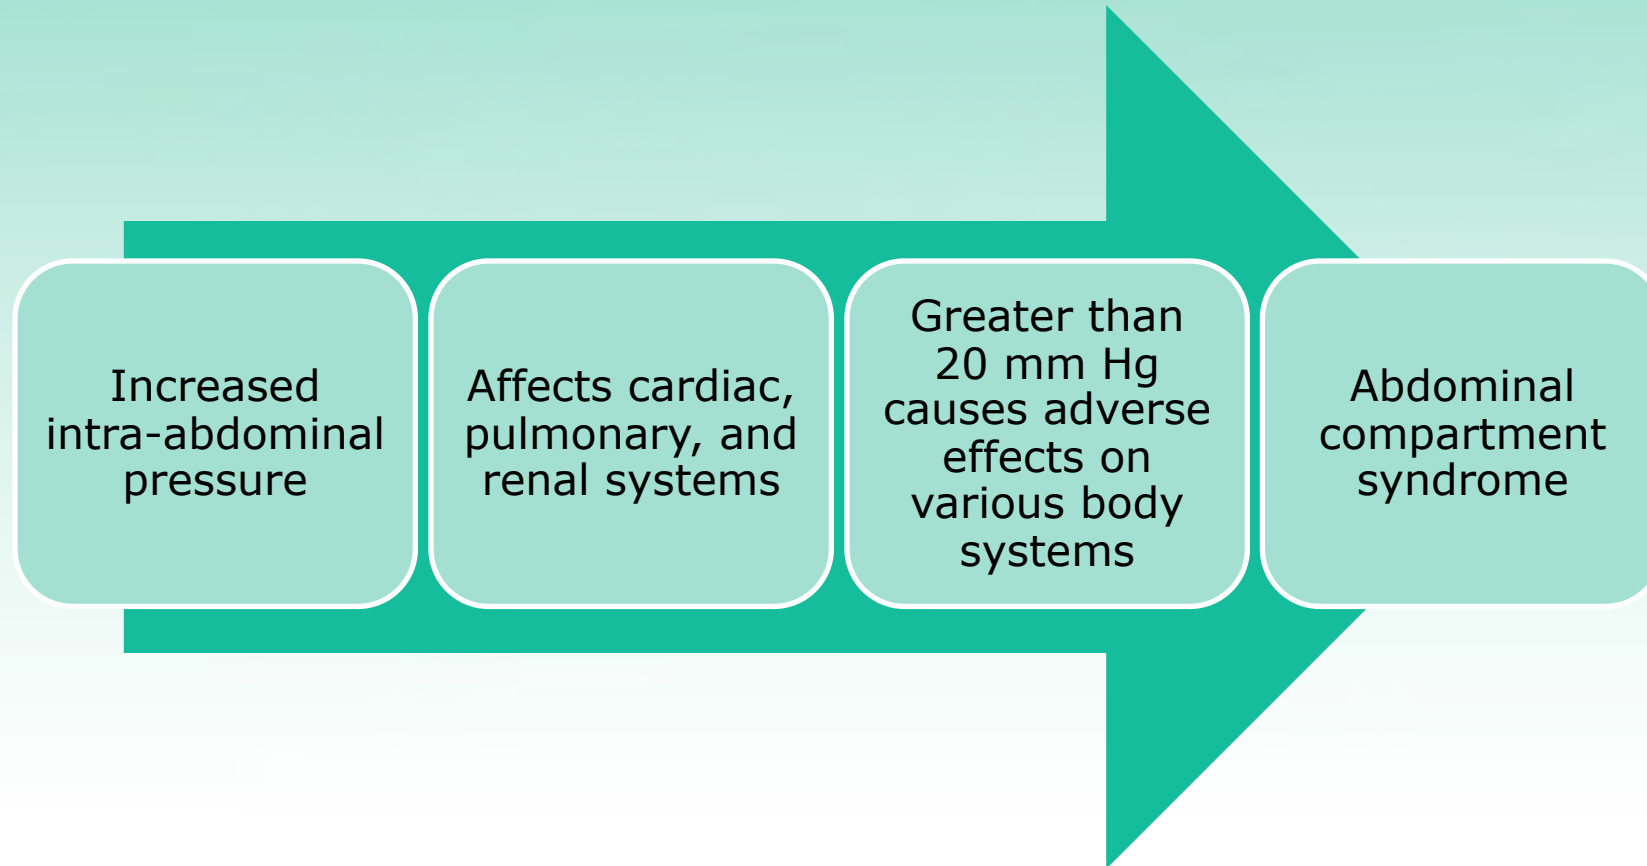 Increased
intra-abdominal
pressure
Affects cardiac,
pulmonary, and
renal systems
Greater than
20 mm Hg
causes adverse
effects on
various body
systems
Abdominal
compartment
syndrome